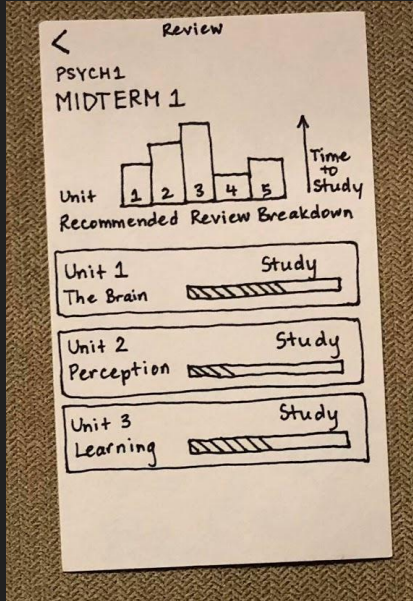 Review
PSYCH1
MIDTERM 1
Time
to
Study
Unit 1 2 3 4 5
Recommended Review Breakdown
Unit 1 Study
The Brain
Unit 2 Study
Perception
Unit 3 Study
Learning